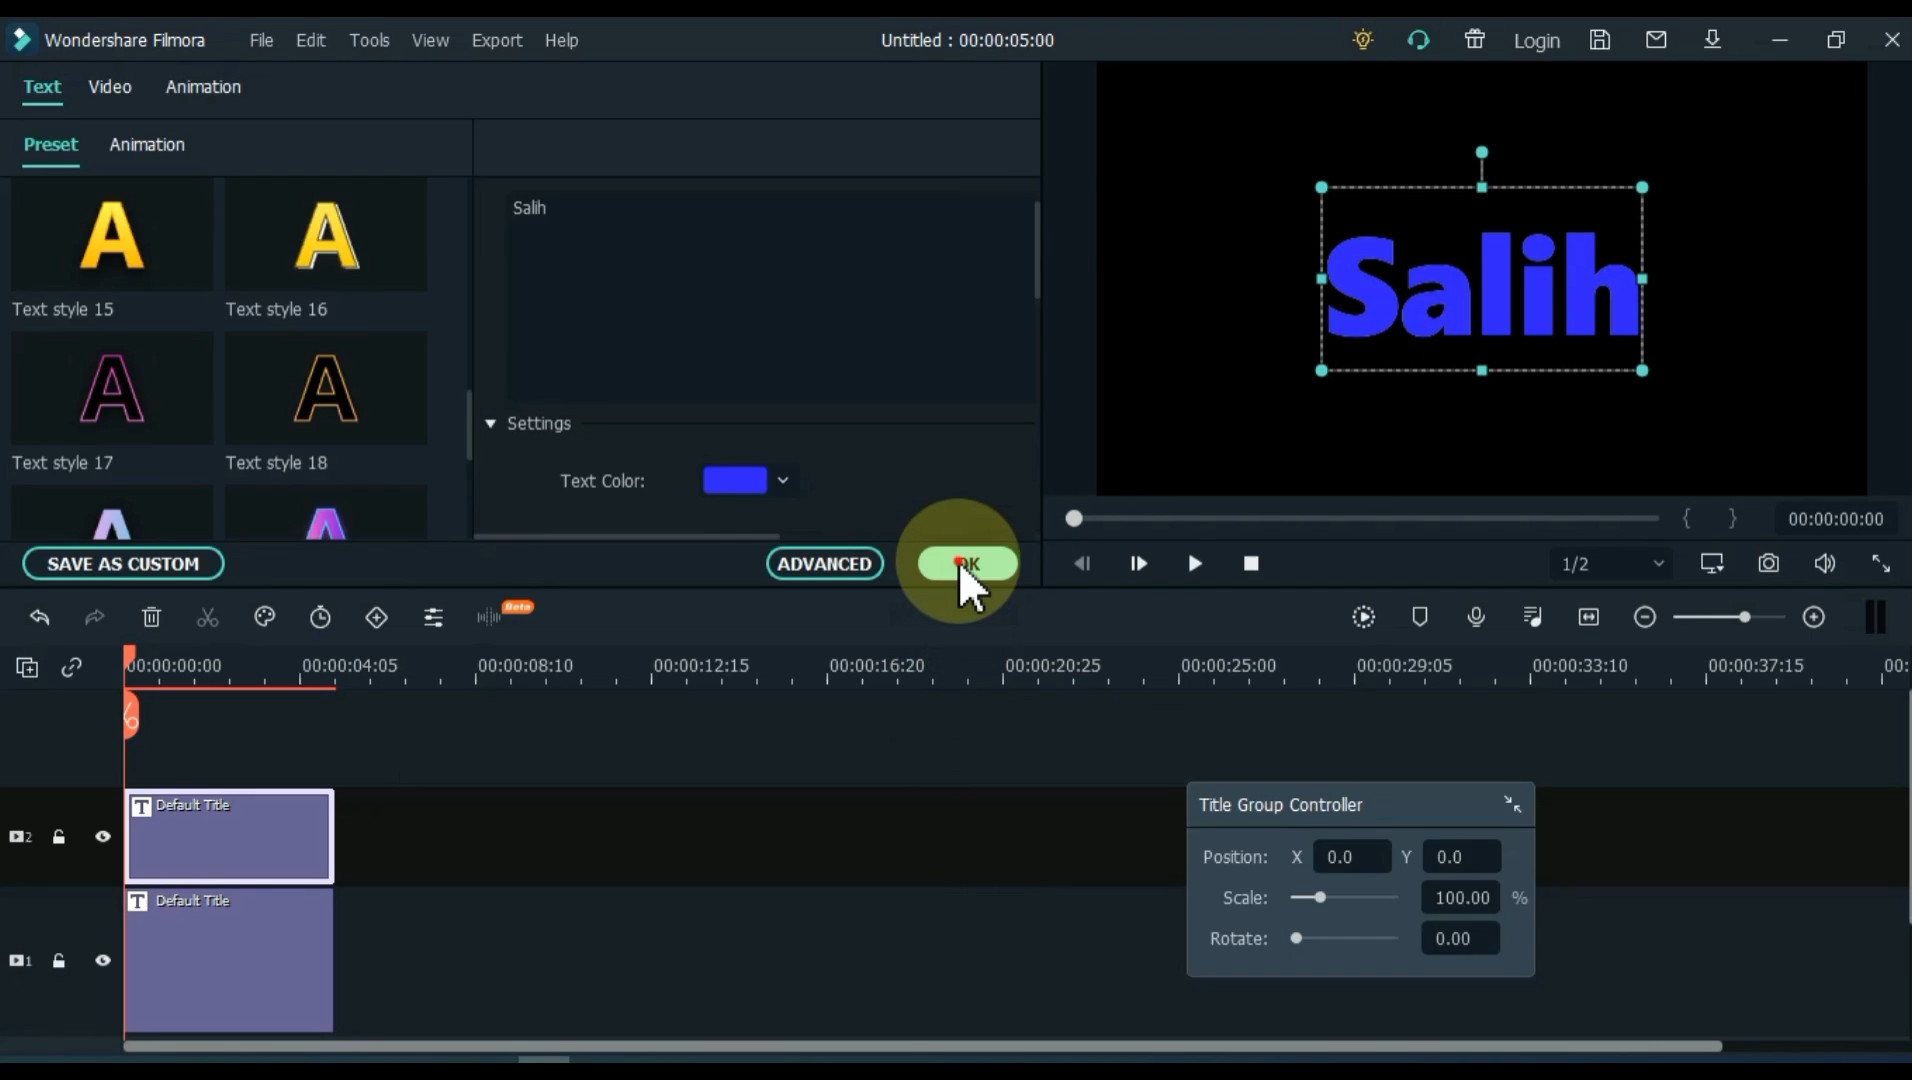 Wondershare Filmora File Edit Tools View Export Help Untitled : 00:00:05:00 Login
Text Video Animation
Preset Animation
A A
Text style 15 Text style 16
A A
Text style 17 Text style 18
Salih
Settings
Text Color:
SAVE AS CUSTOM ADVANCED
Salih
{ } 00:00:00:00
1/2
Beta
00:00:00:00 00:00:04:05 00:00:08:10 00:00:12:15 00:00:16:20 00:00:20:25 00:00:25:00 00:00:29:05 00:00:33:10 00:00:37:15 00:
2 T Default Title
1 T Default Title
Title Group Controller
Position: X 0.0 Y 0.0
Scale: 100.00 %
Rotate: 0.00